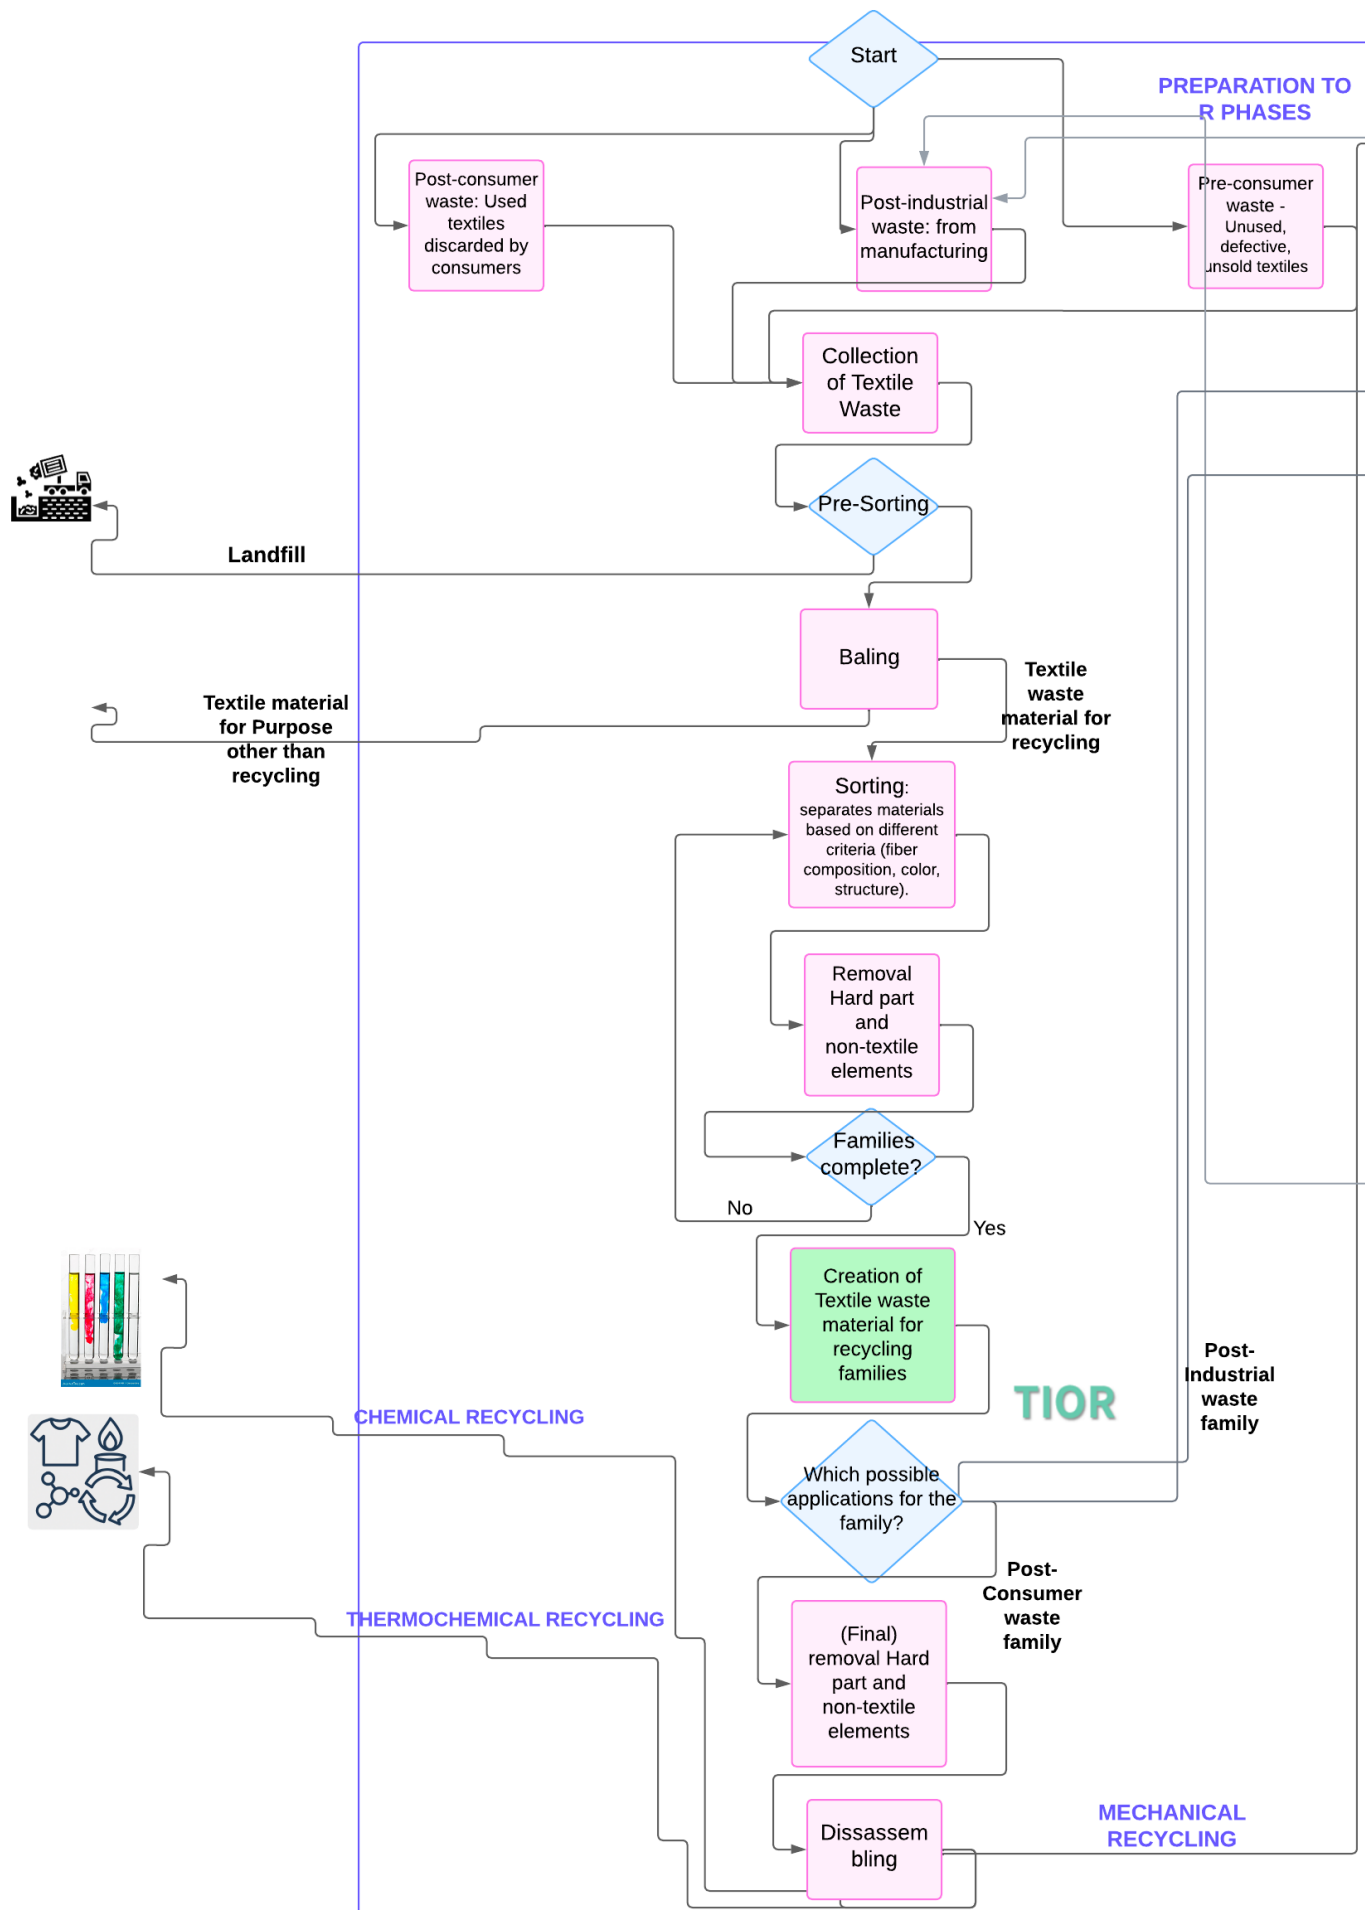 Start
PREPARATION TO
R PHASES
Post-consumer
waste: Used
textiles
discarded by
consumers
Post-industrial
waste: from
manufacturing
Pre-consumer
waste -
Unused,
defective,
unsold textiles
Collection
of Textile
Waste
Pre-Sorting
Landfill
Baling
Textile
waste
material for
recycling
Textile material
for Purpose
other than
recycling
Sorting:
separates materials
based on different
criteria (fiber
composition, color,
structure).
Removal
Hard part
and
non-textile
elements
Families
complete?
No
Yes
Creation of
Textile waste
material for
recycling
families
Post-
Industrial
waste
family
TIOR
CHEMICAL RECYCLING
Which possible
applications for the
family?
Post-
Consumer
waste
family
THERMOCHEMICAL RECYCLING
(Final)
removal Hard
part and
non-textile
elements
Dissassem
bling
MECHANICAL
RECYCLING